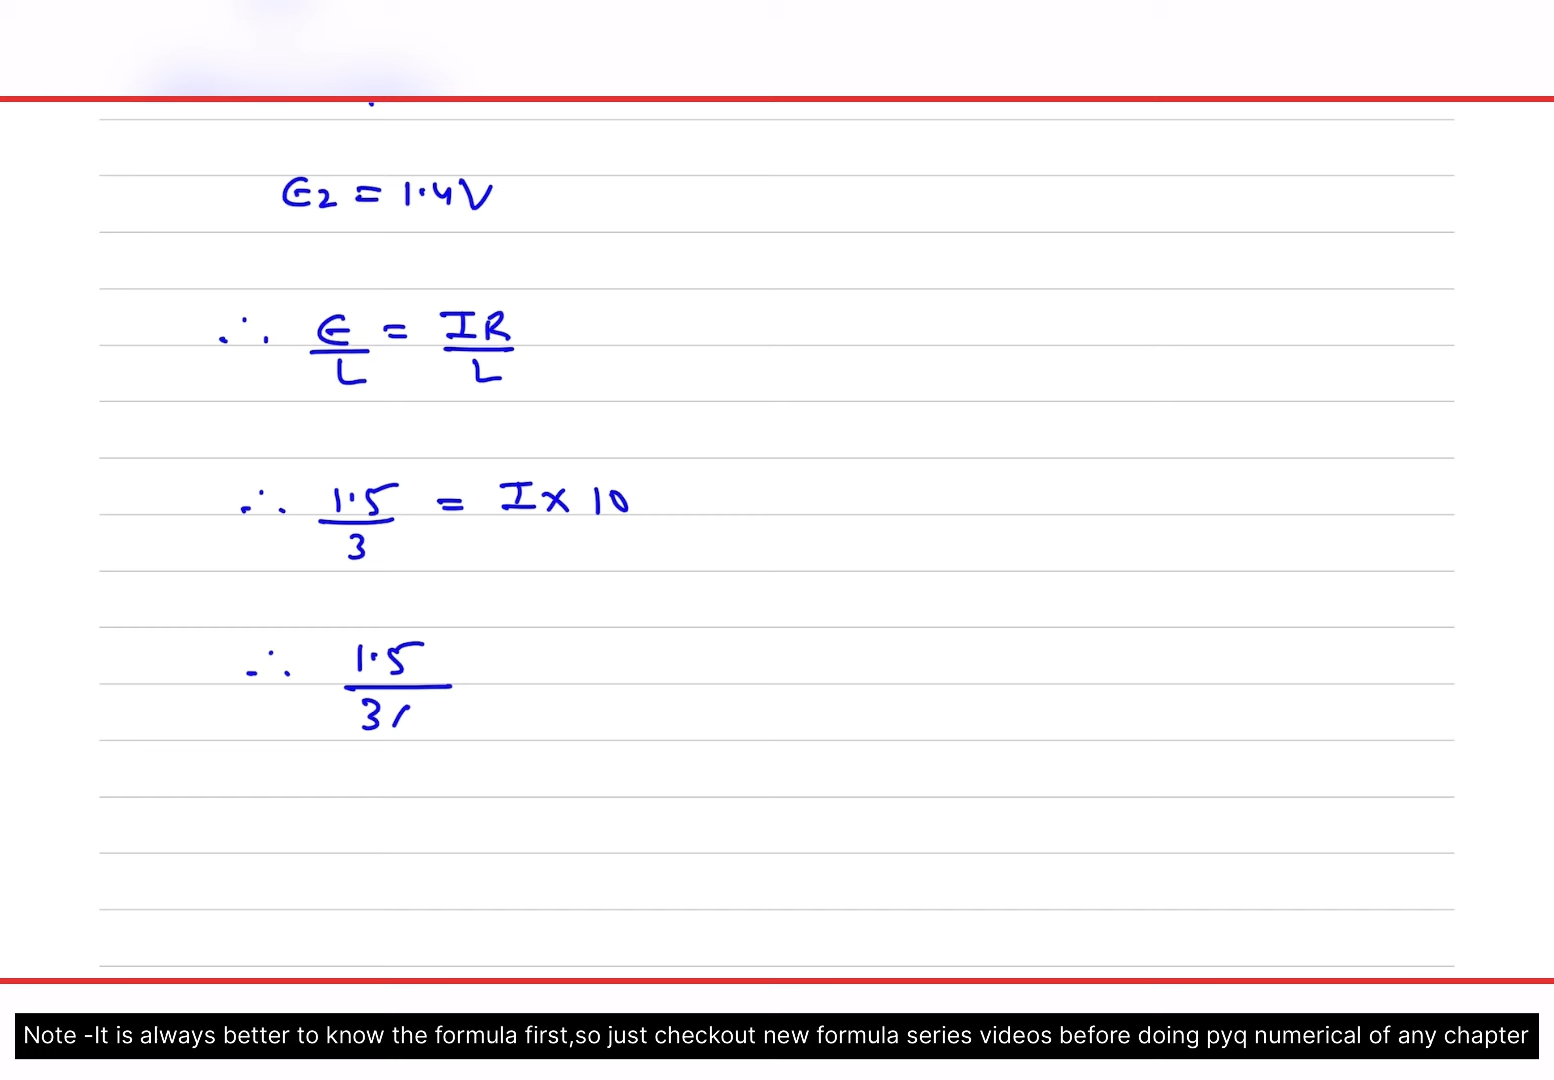 E2 = 1.4V
∴ E/L = IR/L
∴ 1.5/3 = I x 10
∴ 1.5/3
Note -It is always better to know the formula first,so just checkout new formula series videos before doing pyq numerical of any chapter